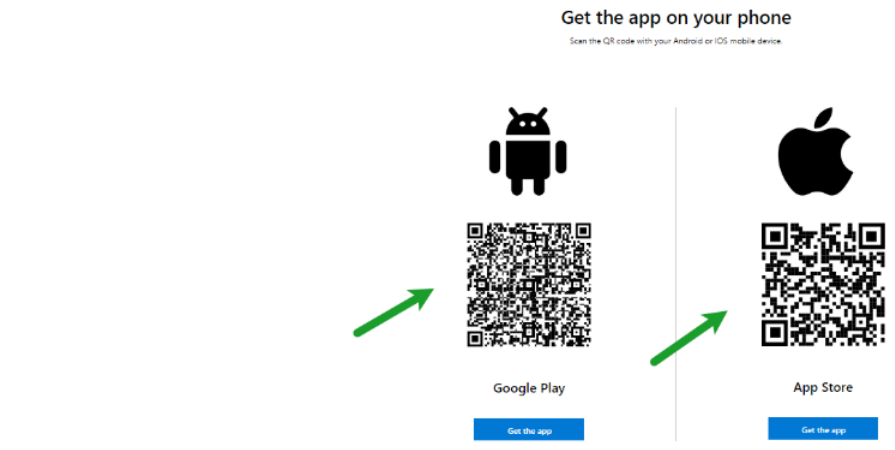 Get the app on your phone
Scan the QR code with your Android or IOS mobile device.
Google Play
App Store
Get the app
Get the app